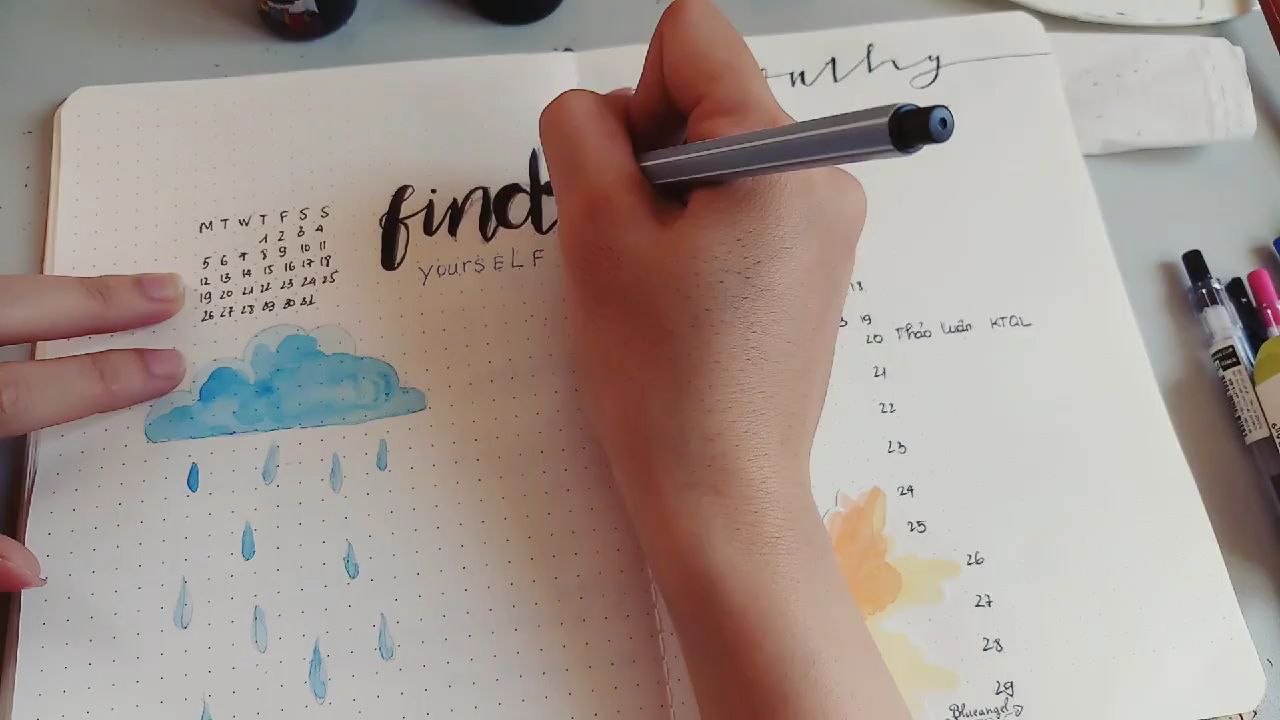 find
yoursELF
M T W T F S S
1 2 3 4
5 6 7 8 9 10 11
12 13 14 15 16 17 18
19 20 21 22 23 24 25
26 27 28 29 30 31
18
19
20 Thảo luận KTQL
21
22
23
24
25
26
27
28
29
Blueangel